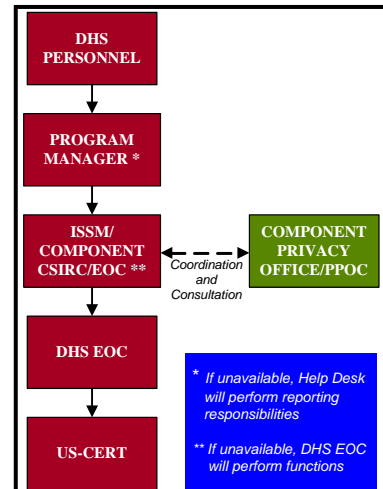 DHS
PERSONNEL
PROGRAM
MANAGER *
ISSM/
COMPONENT
CSIRC/EOC **
Coordination
and
Consultation
COMPONENT
PRIVACY
OFFICE/PPOC
DHS EOC
US-CERT
* If unavailable, Help Desk
will perform reporting
responsibilities
** If unavailable, DHS EOC
will perform functions